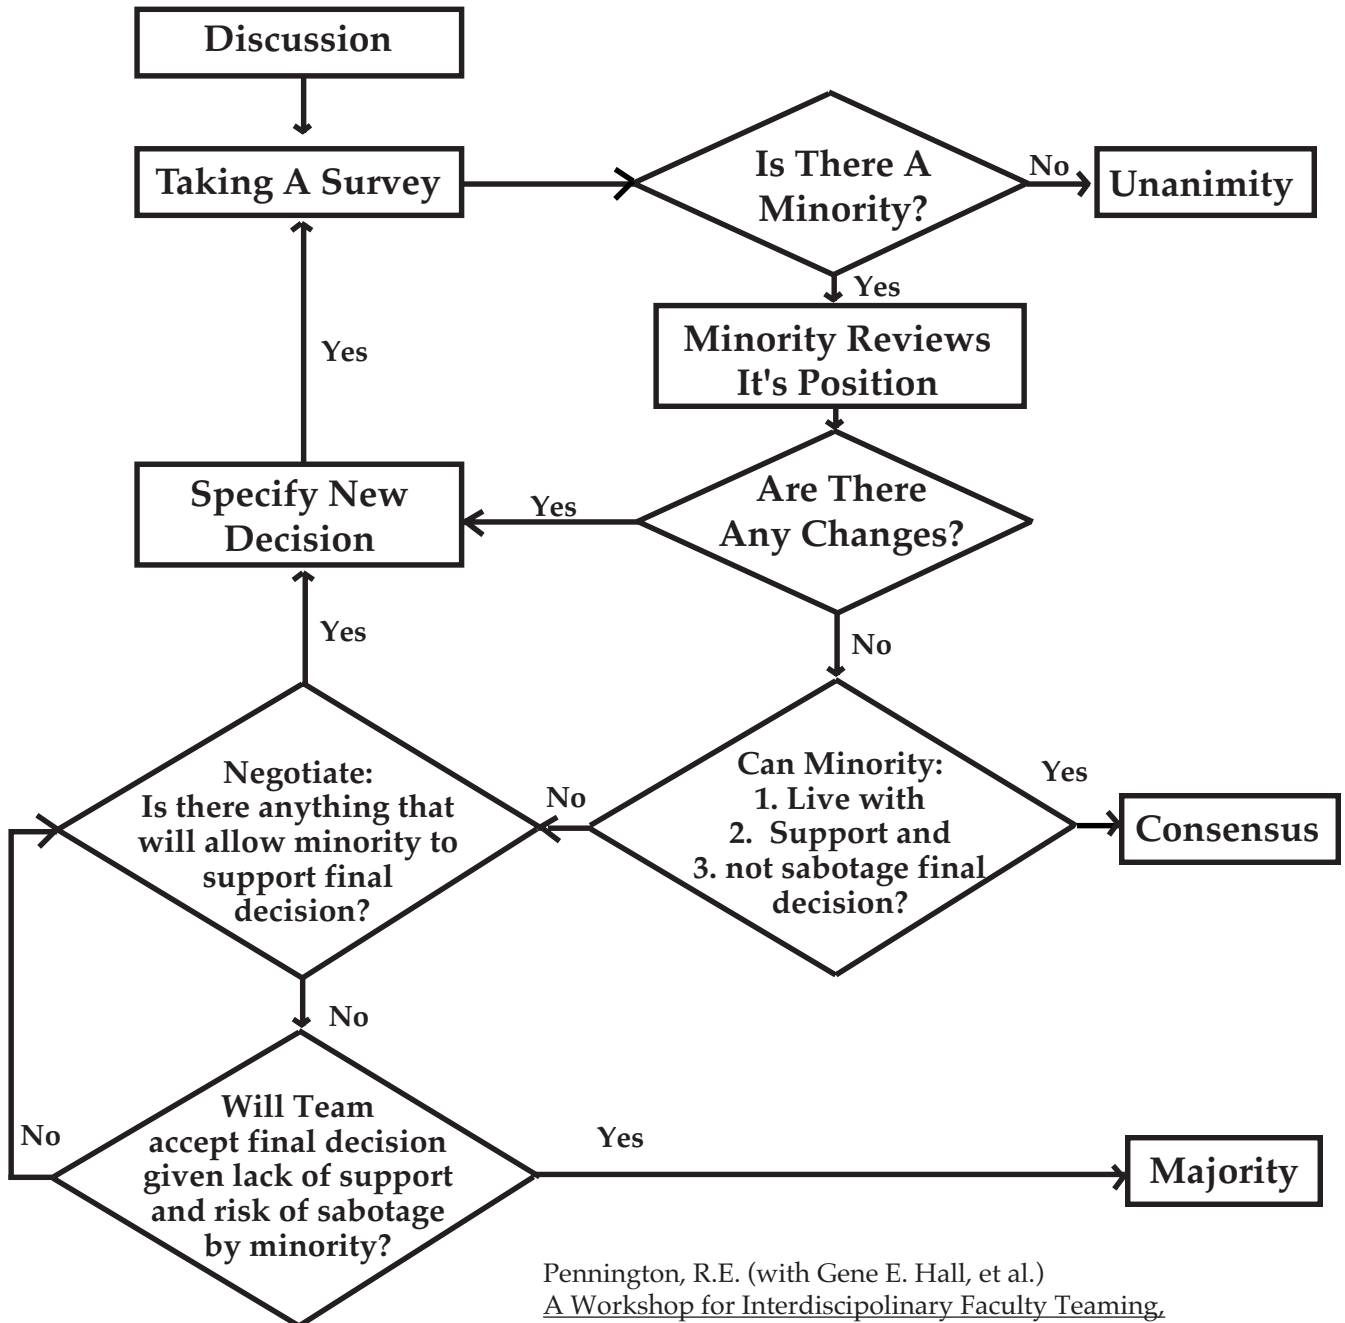 Discussion
Taking A Survey
Is There A
Minority?
No
Unanimity
Yes
Minority Reviews
It's Position
Yes
Specify New
Decision
Yes
Are There
Any Changes?
Yes
No
Negotiate:
Is there anything that
will allow minority to
support final
decision?
No
Can Minority:
1. Live with
2. Support and
3. not sabotage final
decision?
Yes
Consensus
No
No
Will Team
accept final decision
given lack of support
and risk of sabotage
by minority?
Yes
Majority
Pennington, R.E. (with Gene E. Hall, et al.)
A Workshop for Interdiscipolinary Faculty Teaming,